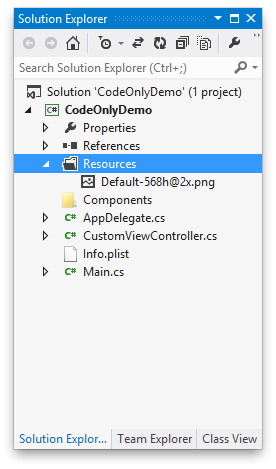 Solution Explorer
Search Solution Explorer (Ctrl+;)
Solution 'CodeOnlyDemo' (1 project)
C# CodeOnlyDemo
Properties
References
Resources
Default-568h@2x.png
Components
C# AppDelegate.cs
C# CustomViewController.cs
Info.plist
C# Main.cs
Solution Explor... Team Explorer Class View